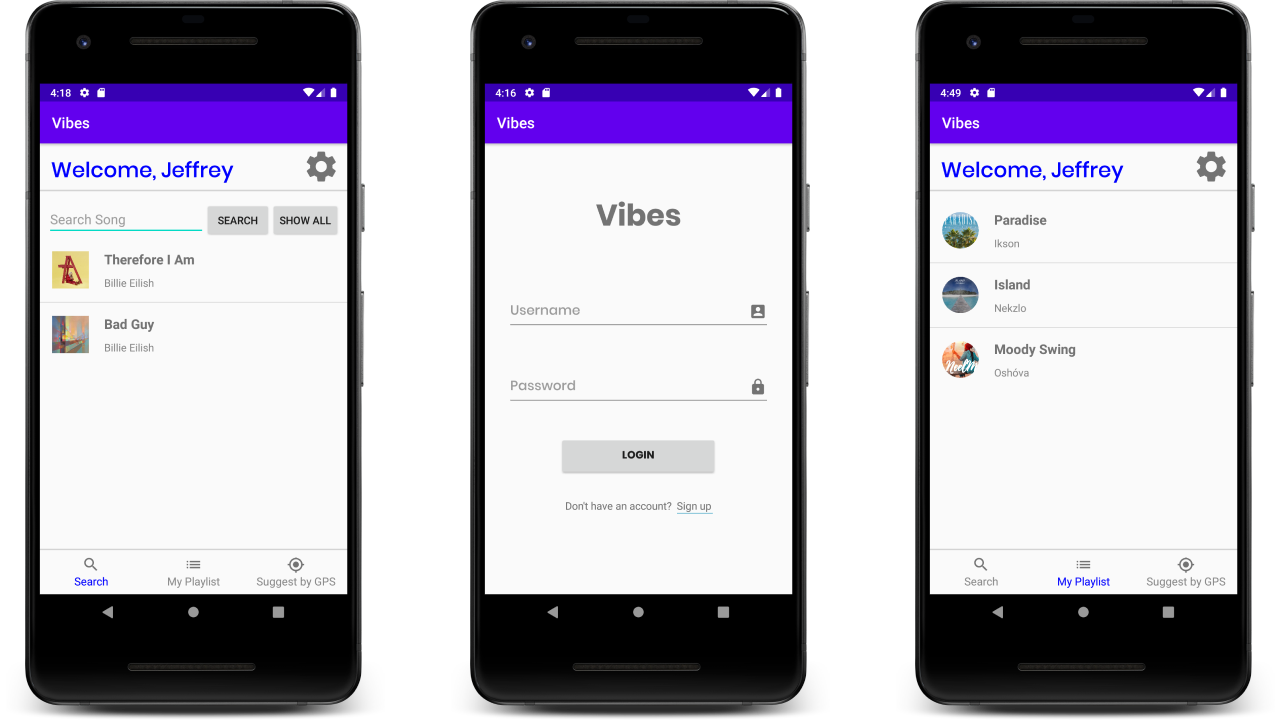 4:18
Vibes
Welcome, Jeffrey
Search Song
SEARCH
SHOW ALL
Therefore I Am
Billie Eilish
Bad Guy
Billie Eilish
Search
My Playlist
Suggest by GPS
4:16
Vibes
Vibes
Username
Password
LOGIN
Don't have an account? Sign up
4:49
Vibes
Welcome, Jeffrey
PARADISE
Paradise
Ikson
Island
Nekzlo
NoelM
Moody Swing
Oshóva
Search
My Playlist
Suggest by GPS